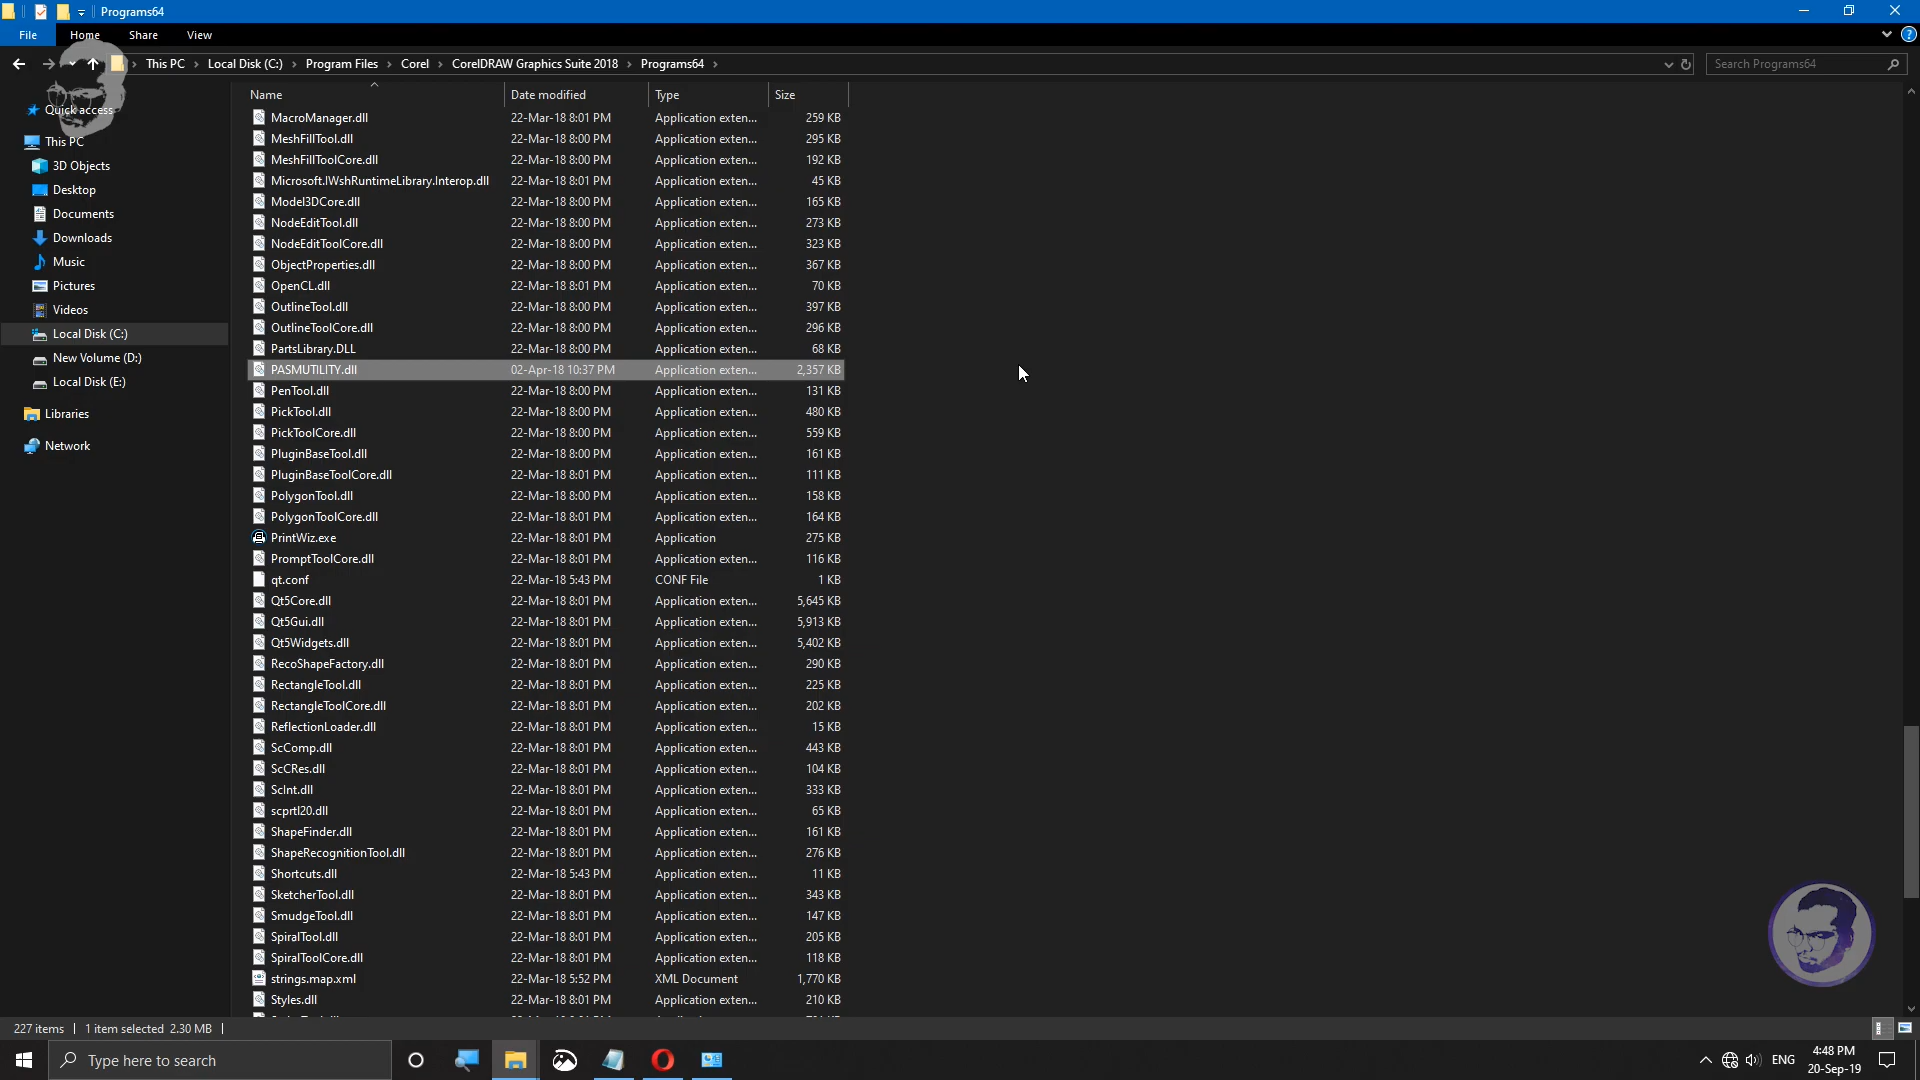 Programs64
File Home Share View
This PC Local Disk (C:) Program Files Corel CorelDRAW Graphics Suite 2018 Programs64 Search Programs64
Quick access
This PC
3D Objects
Desktop
Documents
Downloads
Music
Pictures
Videos
Local Disk (C:)
New Volume (D:)
Local Disk (E:)
Libraries
Network
Name Date modified Type Size
MacroManager.dll 22-Mar-18 8:01 PM Application exten... 259 KB
MeshFillTool.dll 22-Mar-18 8:00 PM Application exten... 295 KB
MeshFillToolCore.dll 22-Mar-18 8:00 PM Application exten... 192 KB
Microsoft.IWshRuntimeLibrary.Interop.dll 22-Mar-18 8:01 PM Application exten... 45 KB
Model3DCore.dll 22-Mar-18 8:00 PM Application exten... 165 KB
NodeEditTool.dll 22-Mar-18 8:00 PM Application exten... 273 KB
NodeEditToolCore.dll 22-Mar-18 8:00 PM Application exten... 323 KB
ObjectProperties.dll 22-Mar-18 8:00 PM Application exten... 367 KB
OpenCL.dll 22-Mar-18 8:01 PM Application exten... 70 KB
OutlineTool.dll 22-Mar-18 8:00 PM Application exten... 397 KB
OutlineToolCore.dll 22-Mar-18 8:00 PM Application exten... 296 KB
PartsLibrary.DLL 22-Mar-18 8:00 PM Application exten... 68 KB
PASMUTILITY.dll 02-Apr-18 10:37 PM Application exten... 2,357 KB
PenTool.dll 22-Mar-18 8:00 PM Application exten... 131 KB
PickTool.dll 22-Mar-18 8:00 PM Application exten... 480 KB
PickToolCore.dll 22-Mar-18 8:00 PM Application exten... 559 KB
PluginBaseTool.dll 22-Mar-18 8:00 PM Application exten... 161 KB
PluginBaseToolCore.dll 22-Mar-18 8:01 PM Application exten... 111 KB
PolygonTool.dll 22-Mar-18 8:00 PM Application exten... 158 KB
PolygonToolCore.dll 22-Mar-18 8:01 PM Application exten... 164 KB
PrintWiz.exe 22-Mar-18 8:01 PM Application 275 KB
PromptToolCore.dll 22-Mar-18 8:01 PM Application exten... 116 KB
qt.conf 22-Mar-18 5:43 PM CONF File 1 KB
Qt5Core.dll 22-Mar-18 8:01 PM Application exten... 5,645 KB
Qt5Gui.dll 22-Mar-18 8:01 PM Application exten... 5,913 KB
Qt5Widgets.dll 22-Mar-18 8:01 PM Application exten... 5,402 KB
RecoShapeFactory.dll 22-Mar-18 8:01 PM Application exten... 290 KB
RectangleTool.dll 22-Mar-18 8:01 PM Application exten... 225 KB
RectangleToolCore.dll 22-Mar-18 8:01 PM Application exten... 202 KB
ReflectionLoader.dll 22-Mar-18 8:01 PM Application exten... 15 KB
ScComp.dll 22-Mar-18 8:01 PM Application exten... 443 KB
ScCRes.dll 22-Mar-18 8:01 PM Application exten... 104 KB
ScInt.dll 22-Mar-18 8:01 PM Application exten... 333 KB
scprtl20.dll 22-Mar-18 8:01 PM Application exten... 65 KB
ShapeFinder.dll 22-Mar-18 8:01 PM Application exten... 161 KB
ShapeRecognitionTool.dll 22-Mar-18 8:01 PM Application exten... 276 KB
Shortcuts.dll 22-Mar-18 5:43 PM Application exten... 11 KB
SketcherTool.dll 22-Mar-18 8:01 PM Application exten... 343 KB
SmudgeTool.dll 22-Mar-18 8:01 PM Application exten... 147 KB
SpiralTool.dll 22-Mar-18 8:01 PM Application exten... 205 KB
SpiralToolCore.dll 22-Mar-18 8:01 PM Application exten... 118 KB
strings.map.xml 22-Mar-18 5:52 PM XML Document 1,770 KB
Styles.dll 22-Mar-18 8:01 PM Application exten... 210 KB
227 items 1 item selected 2.30 MB
Type here to search ENG 4:48 PM
20-Sep-19